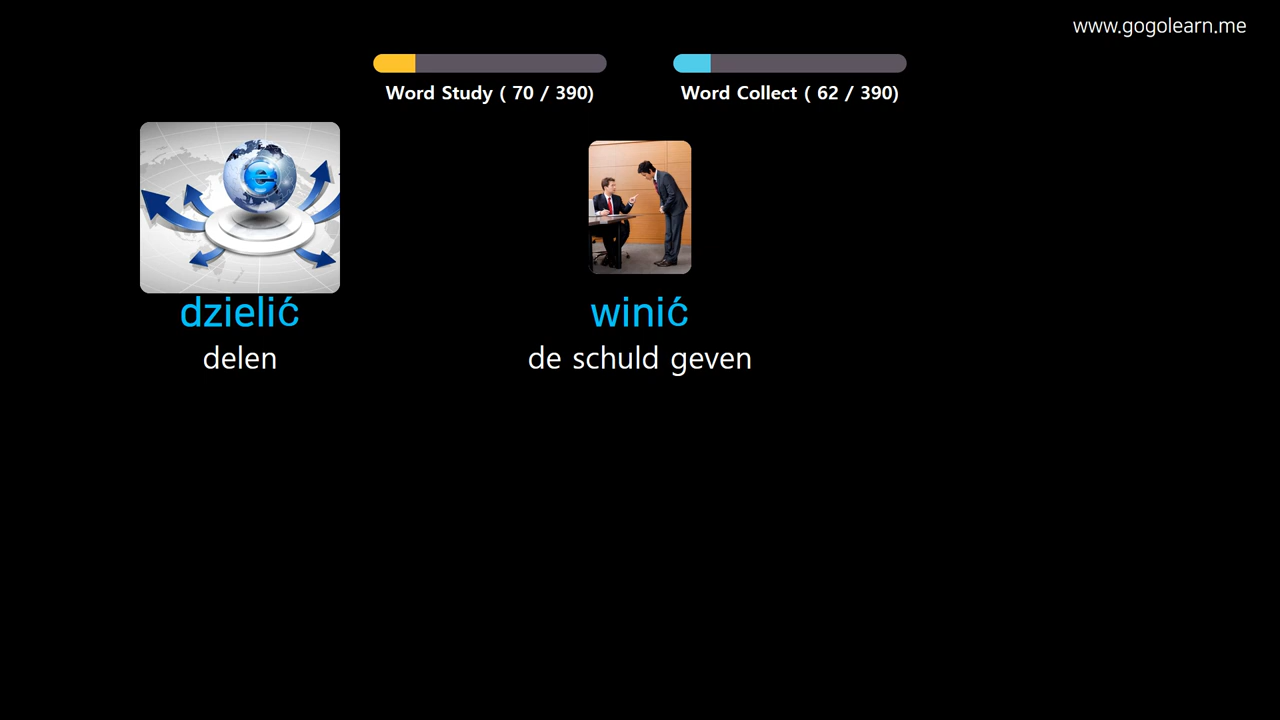 www.gogolearn.me
Word Study ( 70 / 390)
Word Collect ( 62 / 390)
e
dzielić
winić
delen
de schuld geven